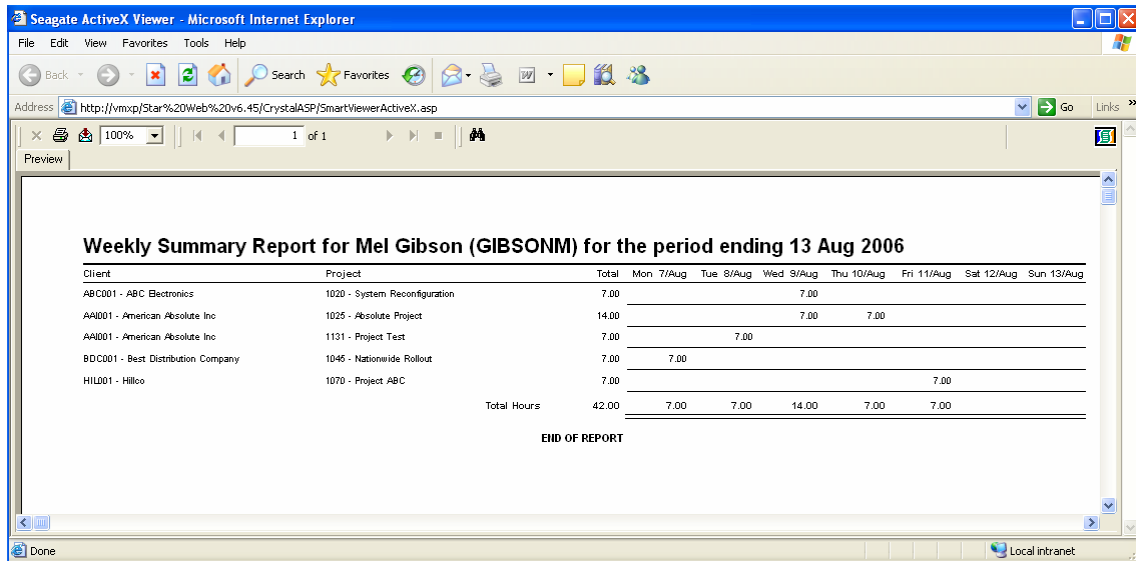 Seagate ActiveX Viewer - Microsoft Internet Explorer
File Edit View Favorites Tools Help
Back Search Favorites
Address http://vmxp/Star%20Web%20v6.45/CrystalASP/SmartViewerActiveX.asp Go Links »
100% 1 of 1
Preview
Weekly Summary Report for Mel Gibson (GIBSONM) for the period ending 13 Aug 2006
Client Project Total Mon 7/Aug Tue 8/Aug Wed 9/Aug Thu 10/Aug Fri 11/Aug Sat 12/Aug Sun 13/Aug
ABC001 - ABC Electronics 1020 - System Reconfiguration 7.00 7.00
AAI001 - American Absolute Inc 1025 - Absolute Project 14.00 7.00 7.00
AAI001 - American Absolute Inc 1131 - Project Test 7.00 7.00
BDC001 - Best Distribution Company 1045 - Nationwide Rollout 7.00 7.00
HIL001 - Hillco 1070 - Project ABC 7.00 7.00
Total Hours 42.00 7.00 7.00 14.00 7.00 7.00
END OF REPORT
Done Local intranet